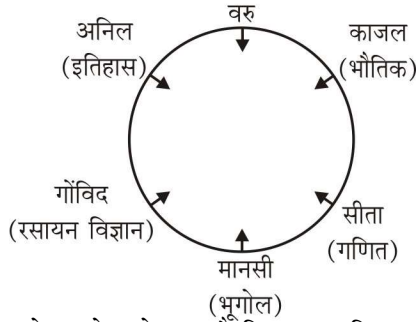 वरु
अनिल
(इतिहास)
काजल
(भौतिक)
गोंविद
(रसायन विज्ञान)
सीता
(गणित)
मानसी
(भूगोल)